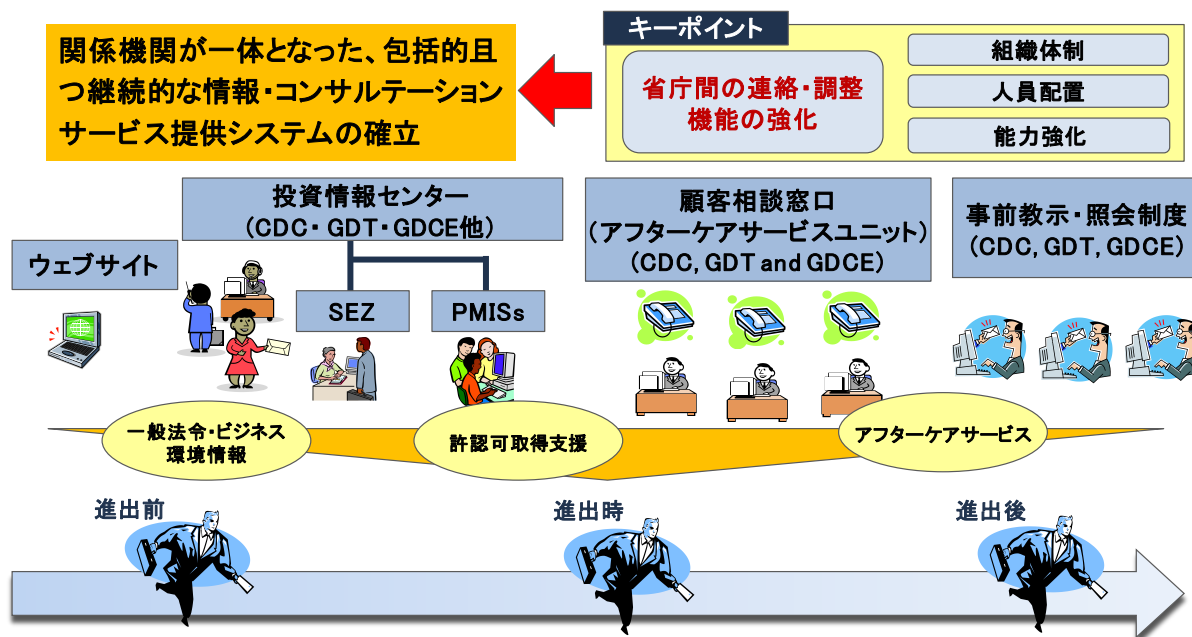 関係機関が一体となった、包括的且
つ継続的な情報・コンサルテーション
サービス提供システムの確立
キーポイント
省庁間の連絡・調整
機能の強化
組織体制
人員配置
能力強化
ウェブサイト
投資情報センター
(CDC・ GDT・GDCE他)
SEZ
PMISs
顧客相談窓口
(アフターケアサービスユニット)
(CDC, GDT and GDCE)
事前教示・照会制度
(CDC, GDT, GDCE)
一般法令・ビジネス
環境情報
許認可取得支援
アフターケアサービス
進出前
進出時
進出後